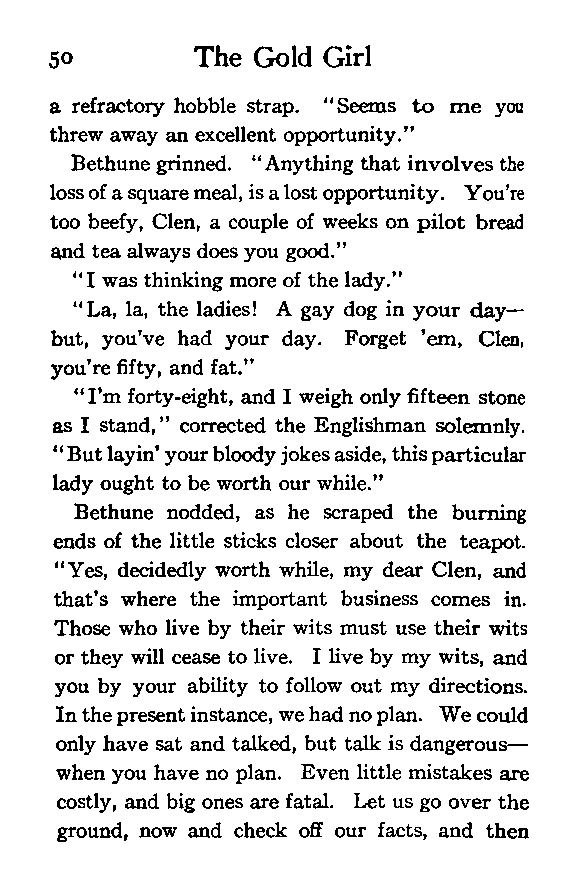 50 The Gold Girl
a refractory hobble strap. "Seems to me you
threw away an excellent opportunity."
Bethune grinned. "Anything that involves the
loss of a square meal, is a lost opportunity. You're
too beefy, Clen, a couple of weeks on pilot bread
and tea always does you good."
"I was thinking more of the lady."
"La, la, the ladies! A gay dog in your day—
but, you've had your day. Forget 'em, Clen,
you're fifty, and fat."
"I'm forty-eight, and I weigh only fifteen stone
as I stand," corrected the Englishman solemnly.
"But layin' your bloody jokes aside, this particular
lady ought to be worth our while."
Bethune nodded, as he scraped the burning
ends of the little sticks closer about the teapot.
"Yes, decidedly worth while, my dear Clen, and
that's where the important business comes in.
Those who live by their wits must use their wits
or they will cease to live. I live by my wits, and
you by your ability to follow out my directions.
In the present instance, we had no plan. We could
only have sat and talked, but talk is dangerous—
when you have no plan. Even little mistakes are
costly, and big ones are fatal. Let us go over the
ground, now and check off our facts, and then